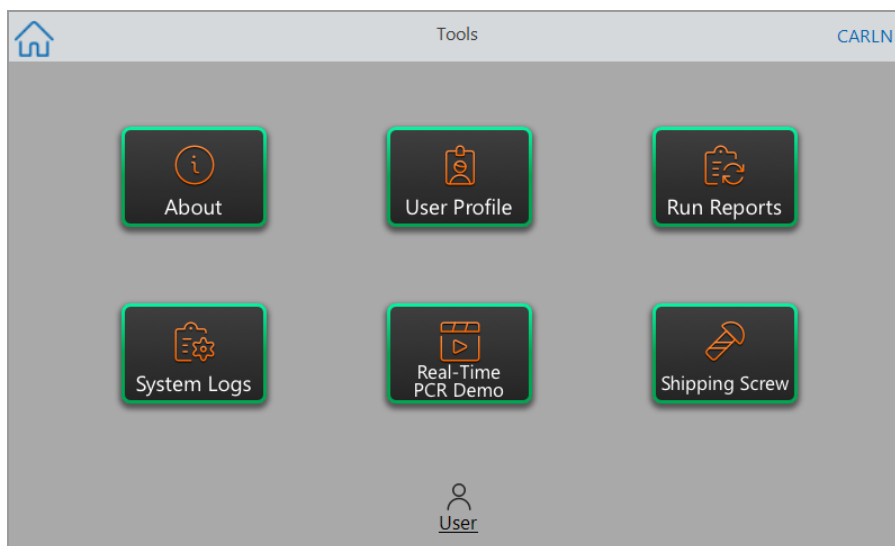 Tools
CARLN
About
User Profile
Run Reports
System Logs
Real-Time
PCR Demo
Shipping Screw
User